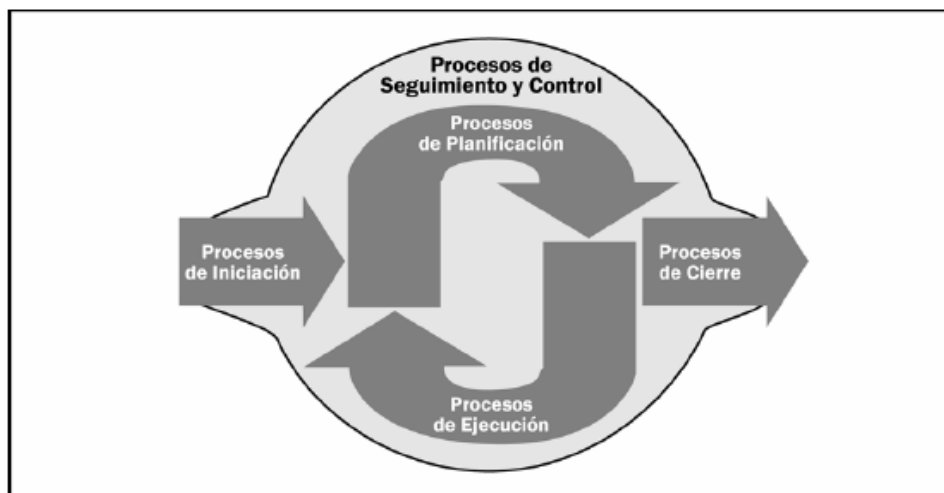 Procesos de
Seguimiento y Control
Procesos
de Planificación
Procesos
de Iniciación
Procesos
de Cierre
Procesos
de Ejecución